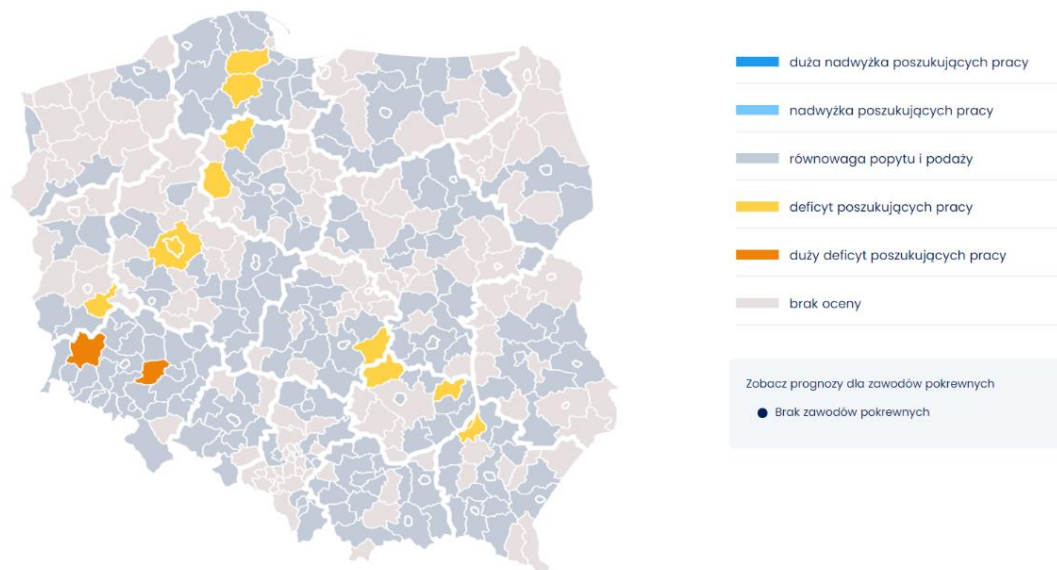 duża nadwyżka poszukujących pracy
nadwyżka poszukujących pracy
równowaga popytu i podaży
deficyt poszukujących pracy
duży deficyt poszukujących pracy
brak oceny
Zobacz prognozy dla zawodów pokrewnych
Brak zawodów pokrewnych